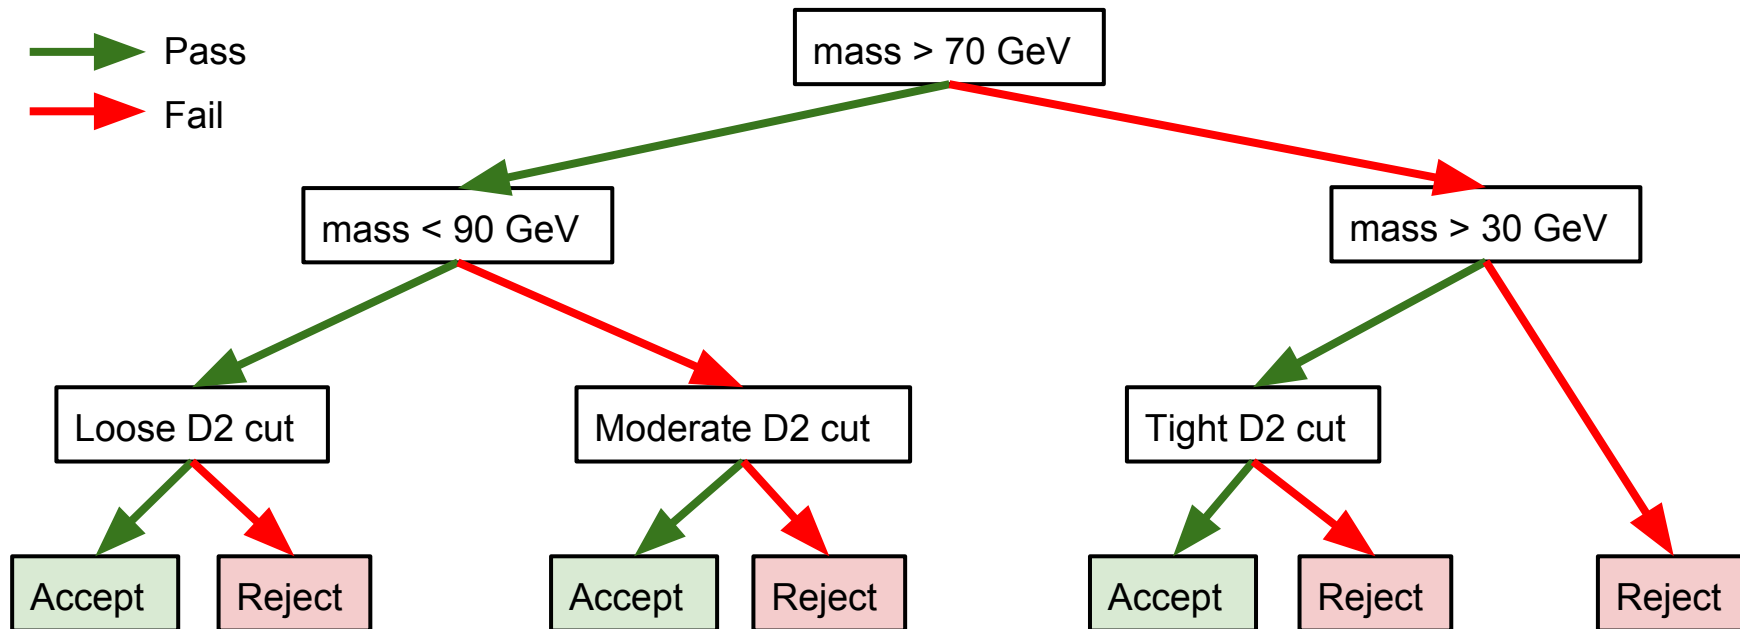 Pass
Fail
mass > 70 GeV
mass < 90 GeV
mass > 30 GeV
Loose D2 cut
Moderate D2 cut
Tight D2 cut
Accept
Reject
Accept
Reject
Accept
Reject
Reject